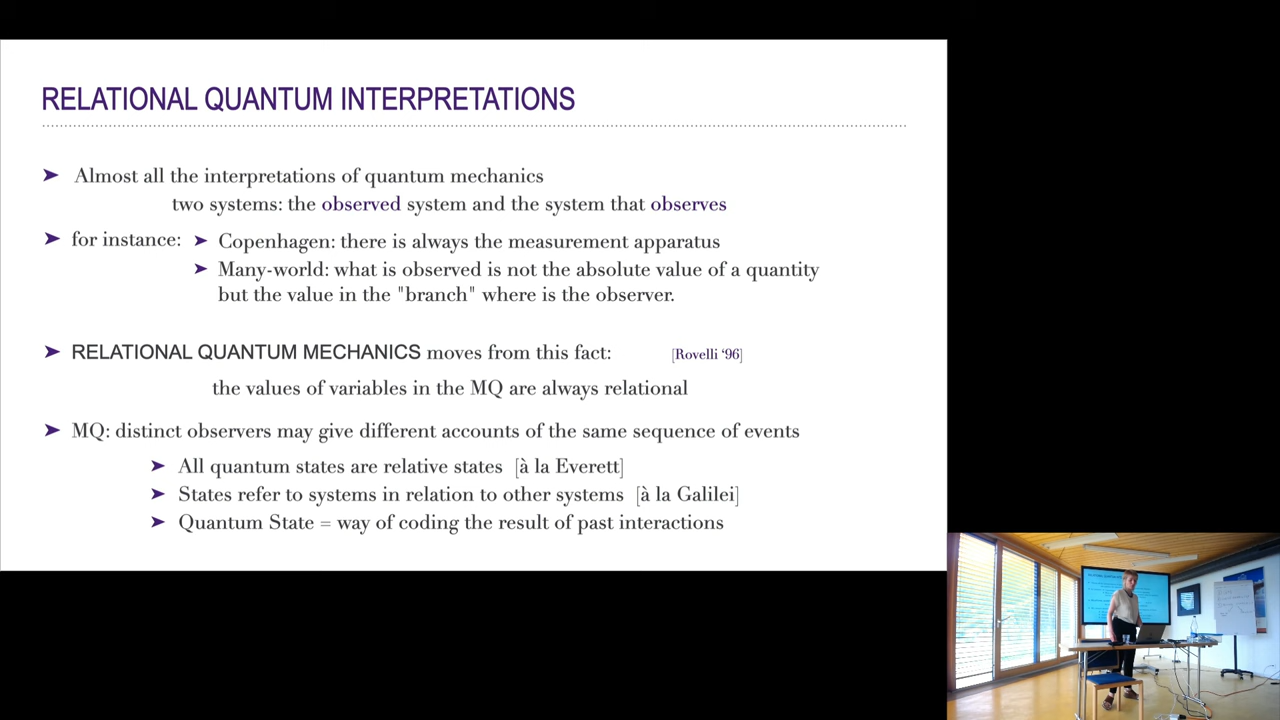 RELATIONAL QUANTUM INTERPRETATIONS
➤ Almost all the interpretations of quantum mechanics
two systems: the observed system and the system that observes
➤ for instance: ➤ Copenhagen: there is always the measurement apparatus
➤ Many-world: what is observed is not the absolute value of a quantity
but the value in the "branch" where is the observer.
➤ RELATIONAL QUANTUM MECHANICS moves from this fact: [Rovelli ‘96]
the values of variables in the MQ are always relational
➤ MQ: distinct observers may give different accounts of the same sequence of events
➤ All quantum states are relative states [à la Everett]
➤ States refer to systems in relation to other systems [à la Galilei]
➤ Quantum State = way of coding the result of past interactions